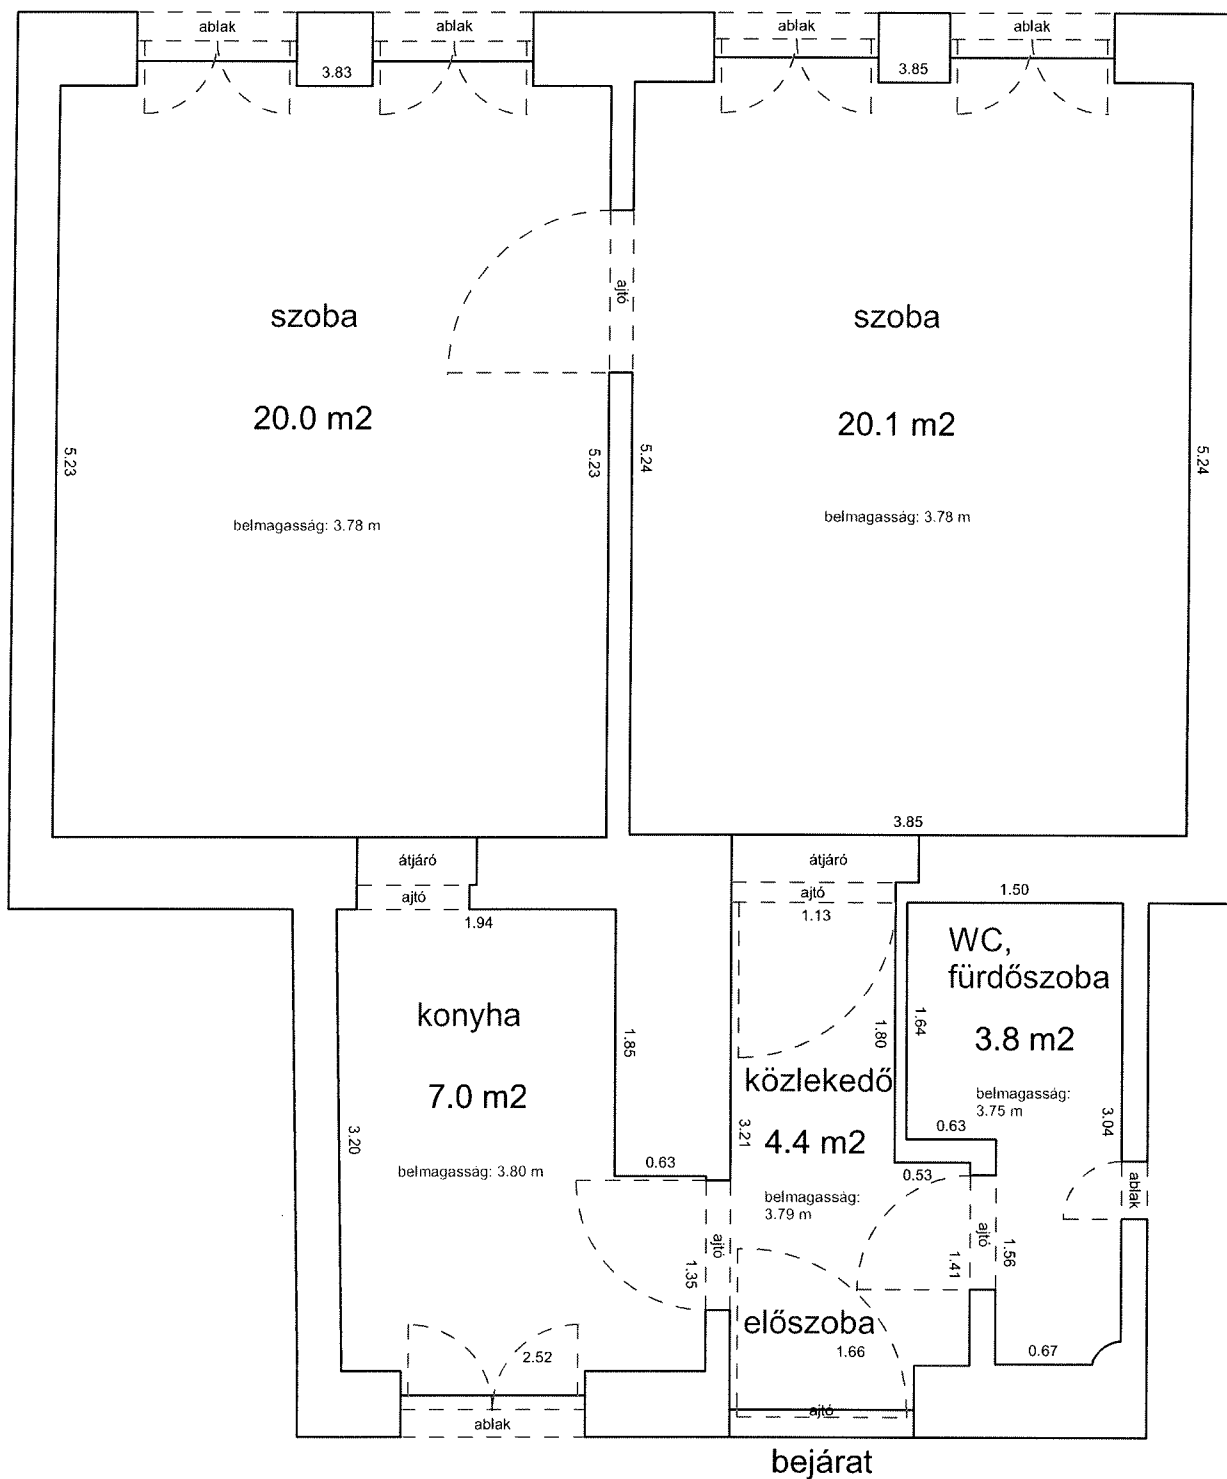 ablak
ablak
ablak
ablak
3.83
3.85
ajtó
szoba
szoba
20.0 m2
20.1 m2
5.23
5.23
5.24
5.24
belmagasság: 3.78 m
belmagasság: 3.78 m
3.85
átjáró
átjáró
ajtó
ajtó
1.50
1.94
1.13
WC,
fürdőszoba
konyha
1.85
1.80
1.64
3.8 m2
közlekedő
7.0 m2
belmagasság:
3.75 m
3.04
3.20
3.21
4.4 m2
0.63
0.63
0.53
belmagasság: 3.80 m
belmagasság:
3.79 m
ablak
ajtó
ajtó
1.35
1.41
1.56
előszoba
2.52
1.66
0.67
ablak
ajtó
bejárat